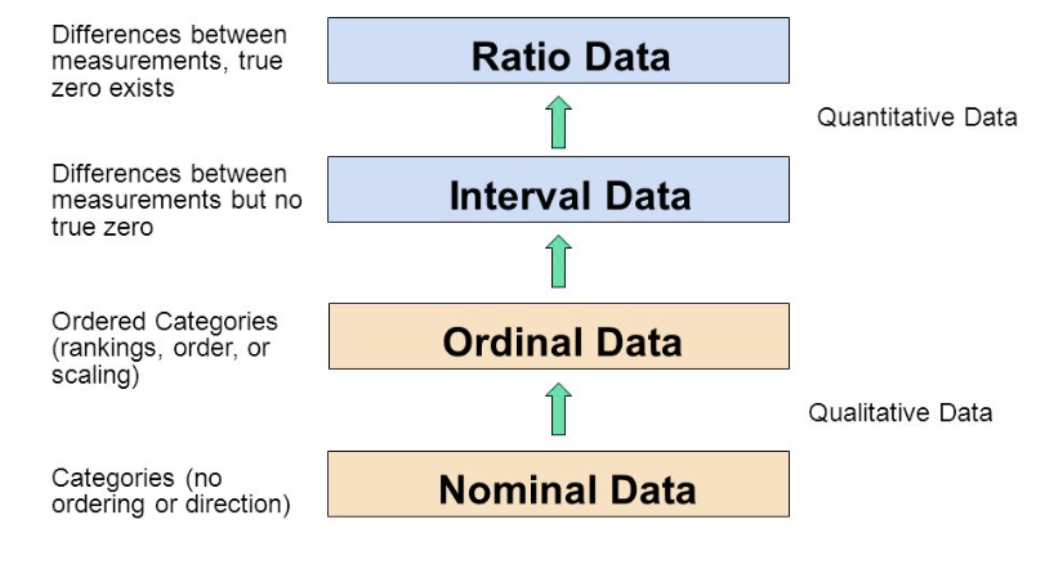 Differences between
measurements, true
zero exists
Ratio Data
Quantitative Data
Differences between
measurements but no
true zero
Interval Data
Ordered Categories
(rankings, order, or
scaling)
Ordinal Data
Qualitative Data
Categories (no
ordering or direction)
Nominal Data